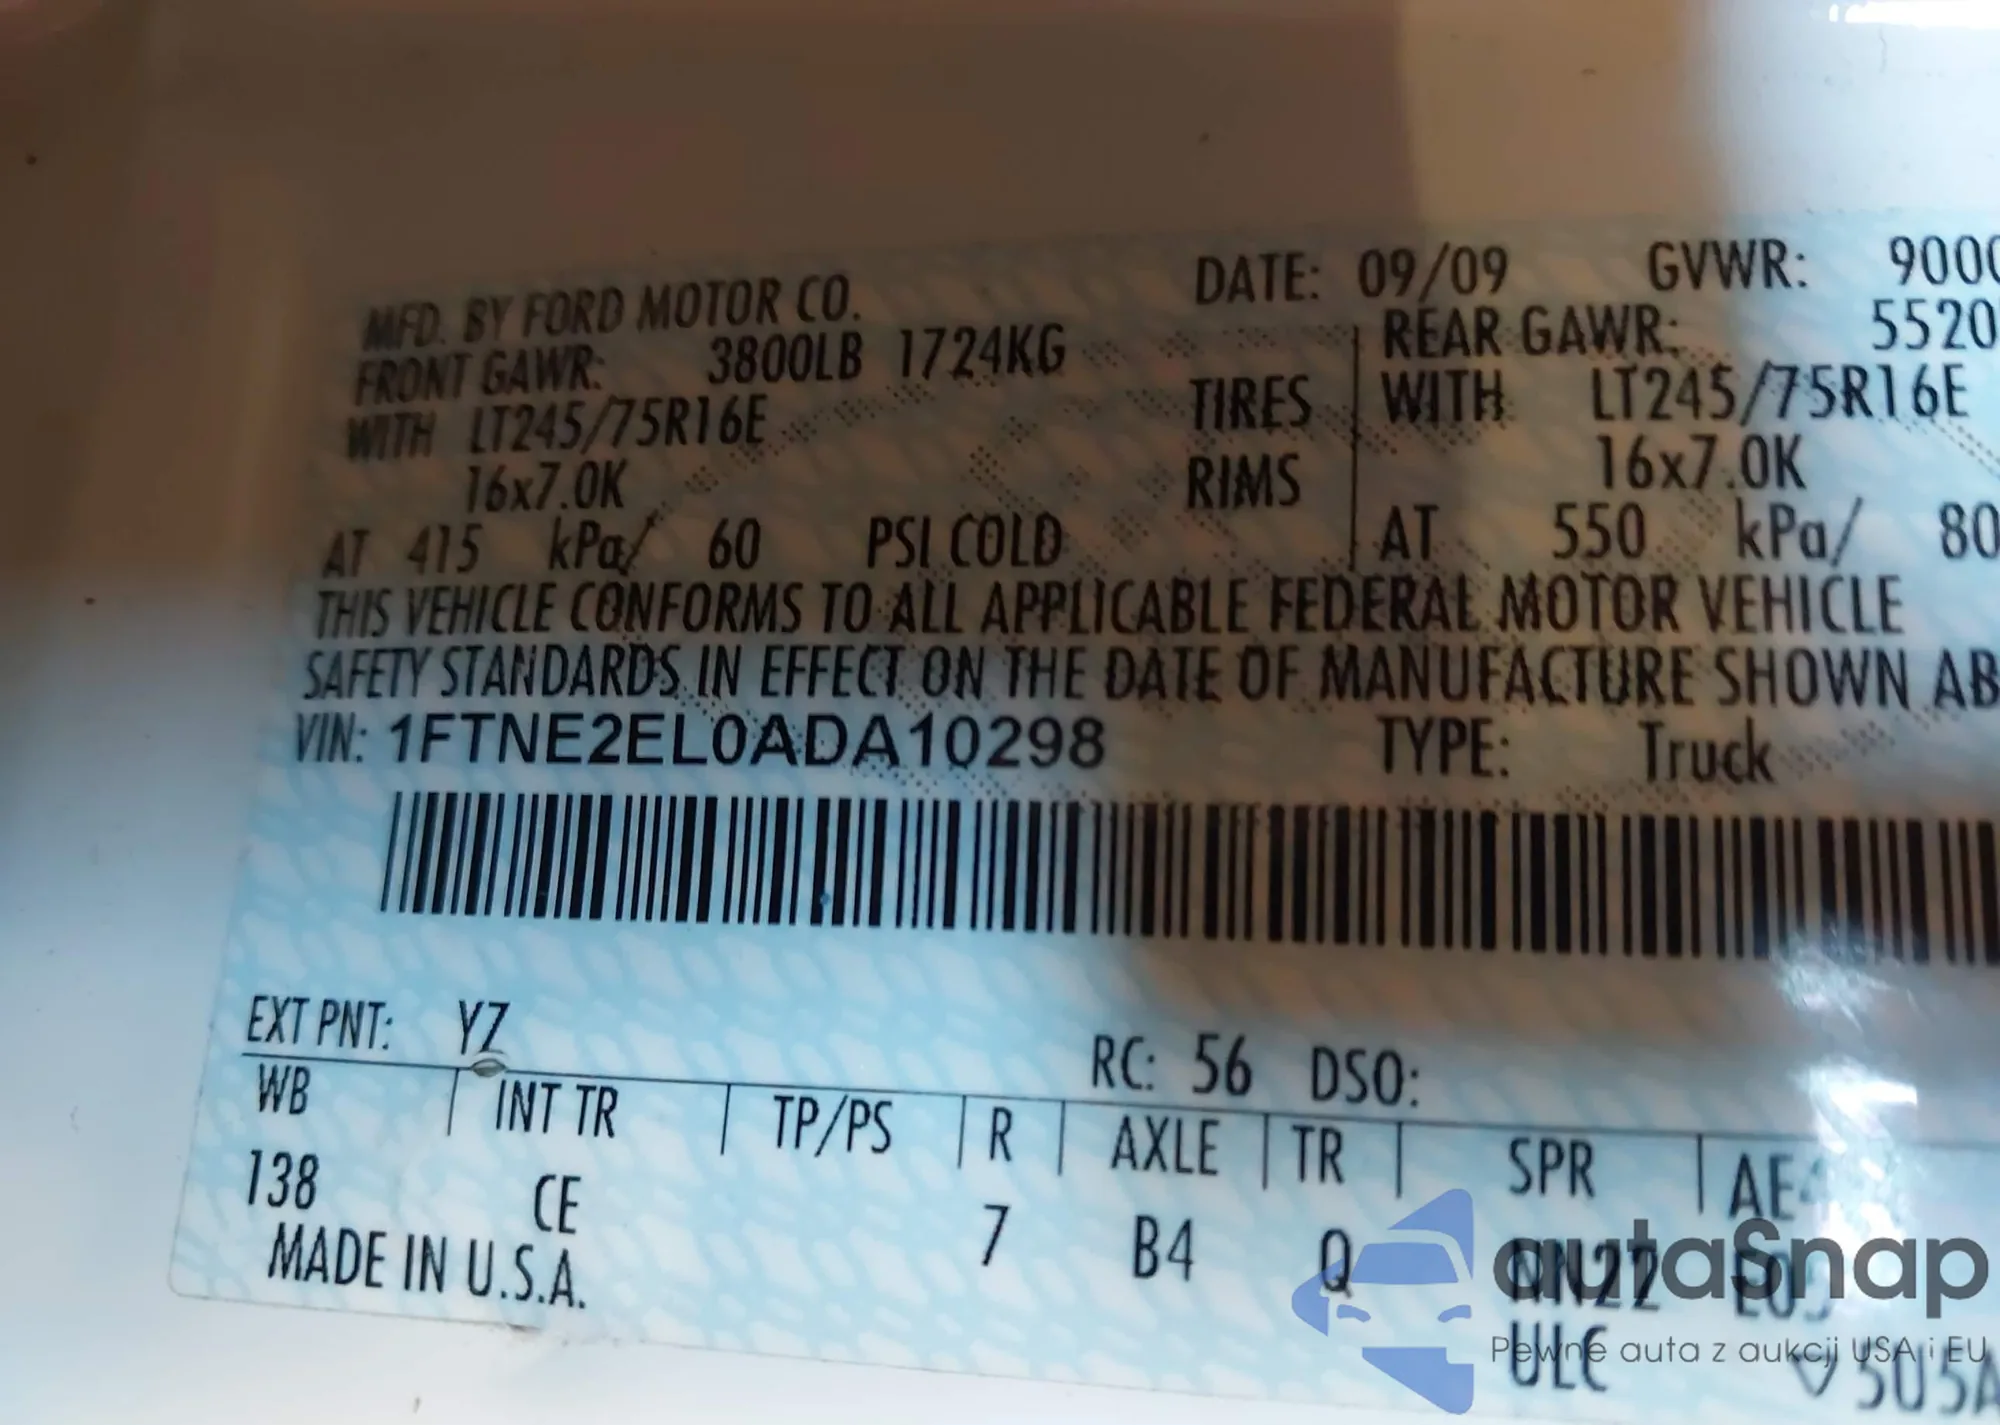 MFD. BY FORD MOTOR CO. DATE: 09/09 GVWR: 9000
FRONT GAWR: 3800LB 1724KG REAR GAWR: 5520
WITH LT245/75R16E TIRES WITH LT245/75R16E
16x7.0K RIMS 16x7.0K
AT 415 kPa/ 60 PSI COLD AT 550 kPa/ 80
THIS VEHICLE CONFORMS TO ALL APPLICABLE FEDERAL MOTOR VEHICLE
SAFETY STANDARDS IN EFFECT ON THE DATE OF MANUFACTURE SHOWN AB
VIN: 1FTNE2EL0ADA10298 TYPE: Truck
EXT PNT: YZ RC: 56 DSO:
WB INT TR TP/PS R AXLE TR SPR
138 CE 7 B4 Q NN22
MADE IN U.S.A. ULC 505A
autaSnap
Pewne auta z aukcji USA i EU